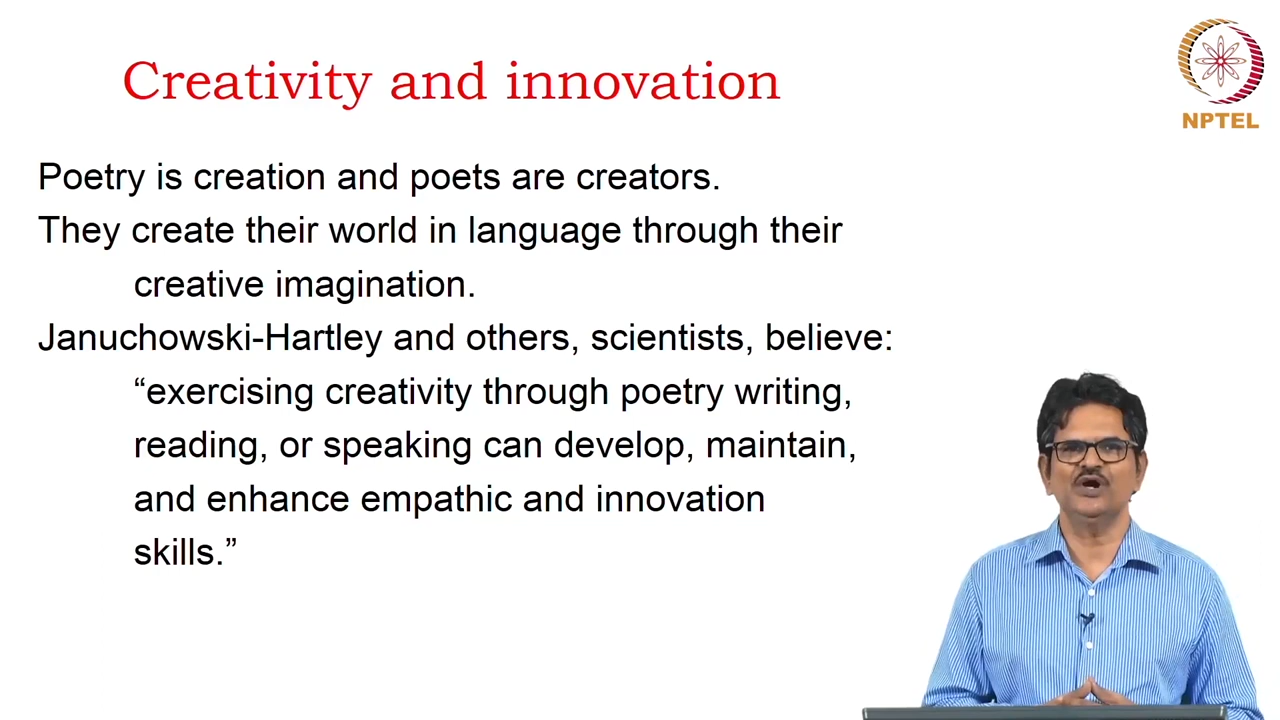 Creativity and innovation
NPTEL
Poetry is creation and poets are creators.
They create their world in language through their
creative imagination.
Januchowski-Hartley and others, scientists, believe:
“exercising creativity through poetry writing,
reading, or speaking can develop, maintain,
and enhance empathic and innovation
skills.”